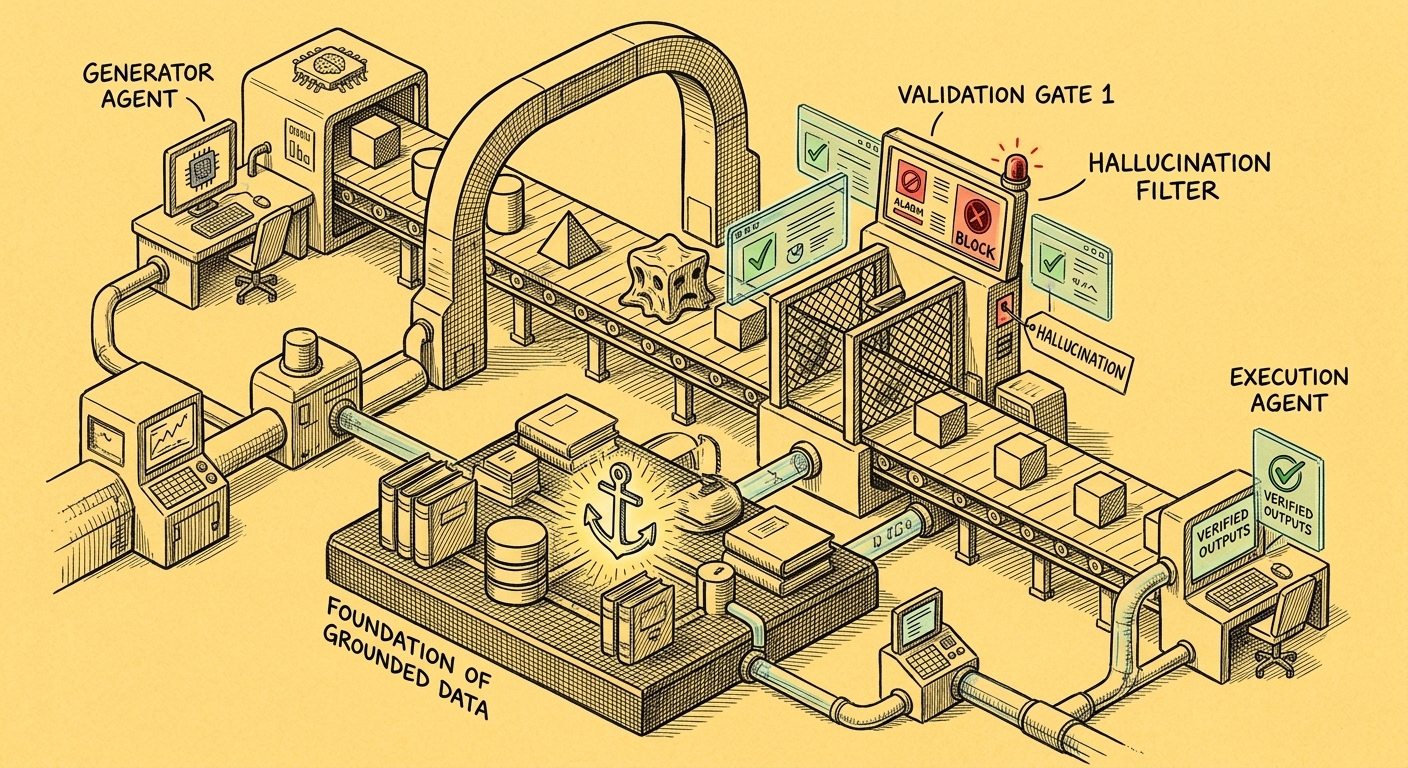 GENERATOR
AGENT
VALIDATION GATE 1
HALLUCINATION
FILTER
ALARM
BLOCK
HALLUCINATION
EXECUTION
AGENT
VERIFIED
OUTPUTS
VERIFIED
OUTPUTS
FOUNDATION OF
GROUNDED DATA